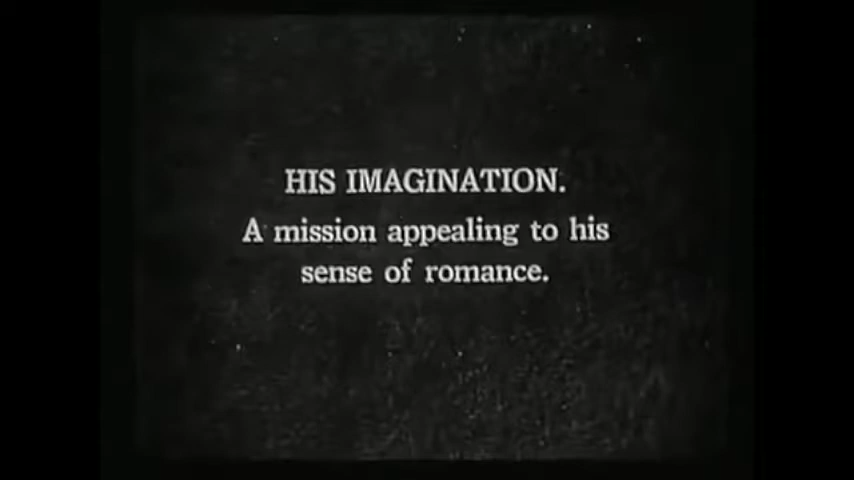 HIS IMAGINATION.
A mission appealing to his
sense of romance.